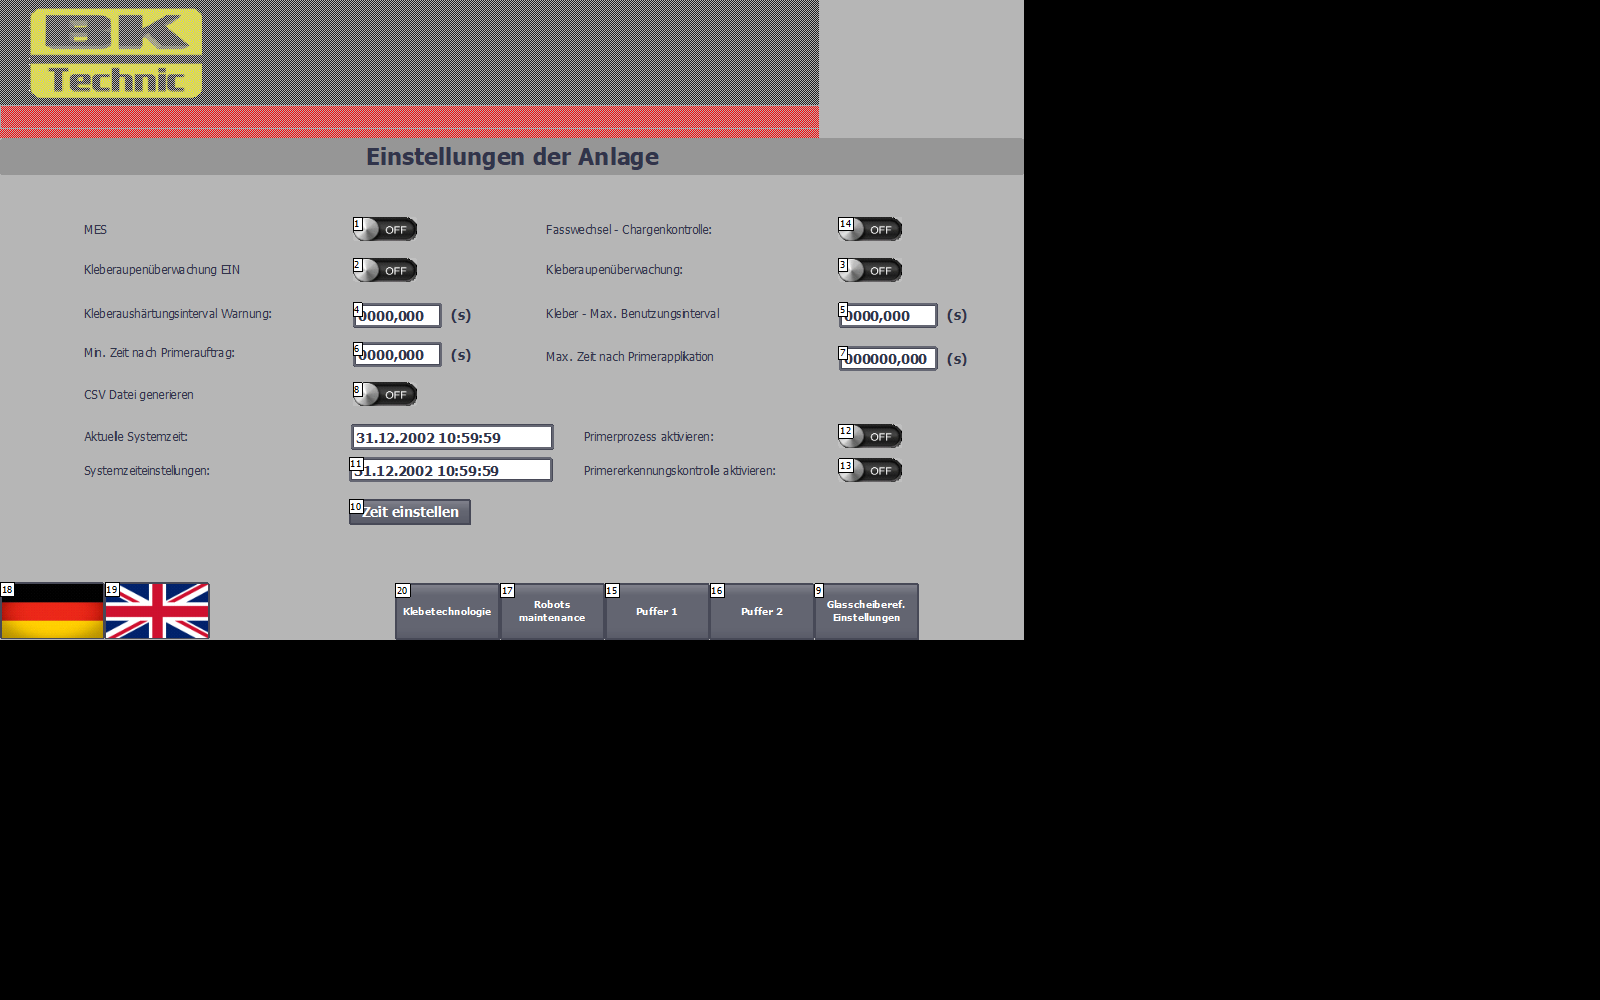 BK
Technic
Einstellungen der Anlage
MES 1 OFF Fasswechsel - Chargenkontrolle: 14 OFF
Kleberaupenüberwachung EIN 2 OFF Kleberaupenüberwachung: 3 OFF
Kleberaushärtungsinterval Warnung: 4 0000,000 (s) Kleber - Max. Benutzungsinterval 5 0000,000 (s)
Min. Zeit nach Primerauftrag: 6 0000,000 (s) Max. Zeit nach Primerapplikation 7 000000,000 (s)
CSV Datei generieren 8 OFF
Aktuelle Systemzeit: 31.12.2002 10:59:59 Primerprozess aktivieren: 12 OFF
Systemzeiteinstellungen: 11 31.12.2002 10:59:59 Primererkennungskontrolle aktivieren: 13 OFF
10 Zeit einstellen
18 19 20 Klebetechnologie 17 Robots maintenance 15 Puffer 1 16 Puffer 2 9 Glasscheiberef. Einstellungen